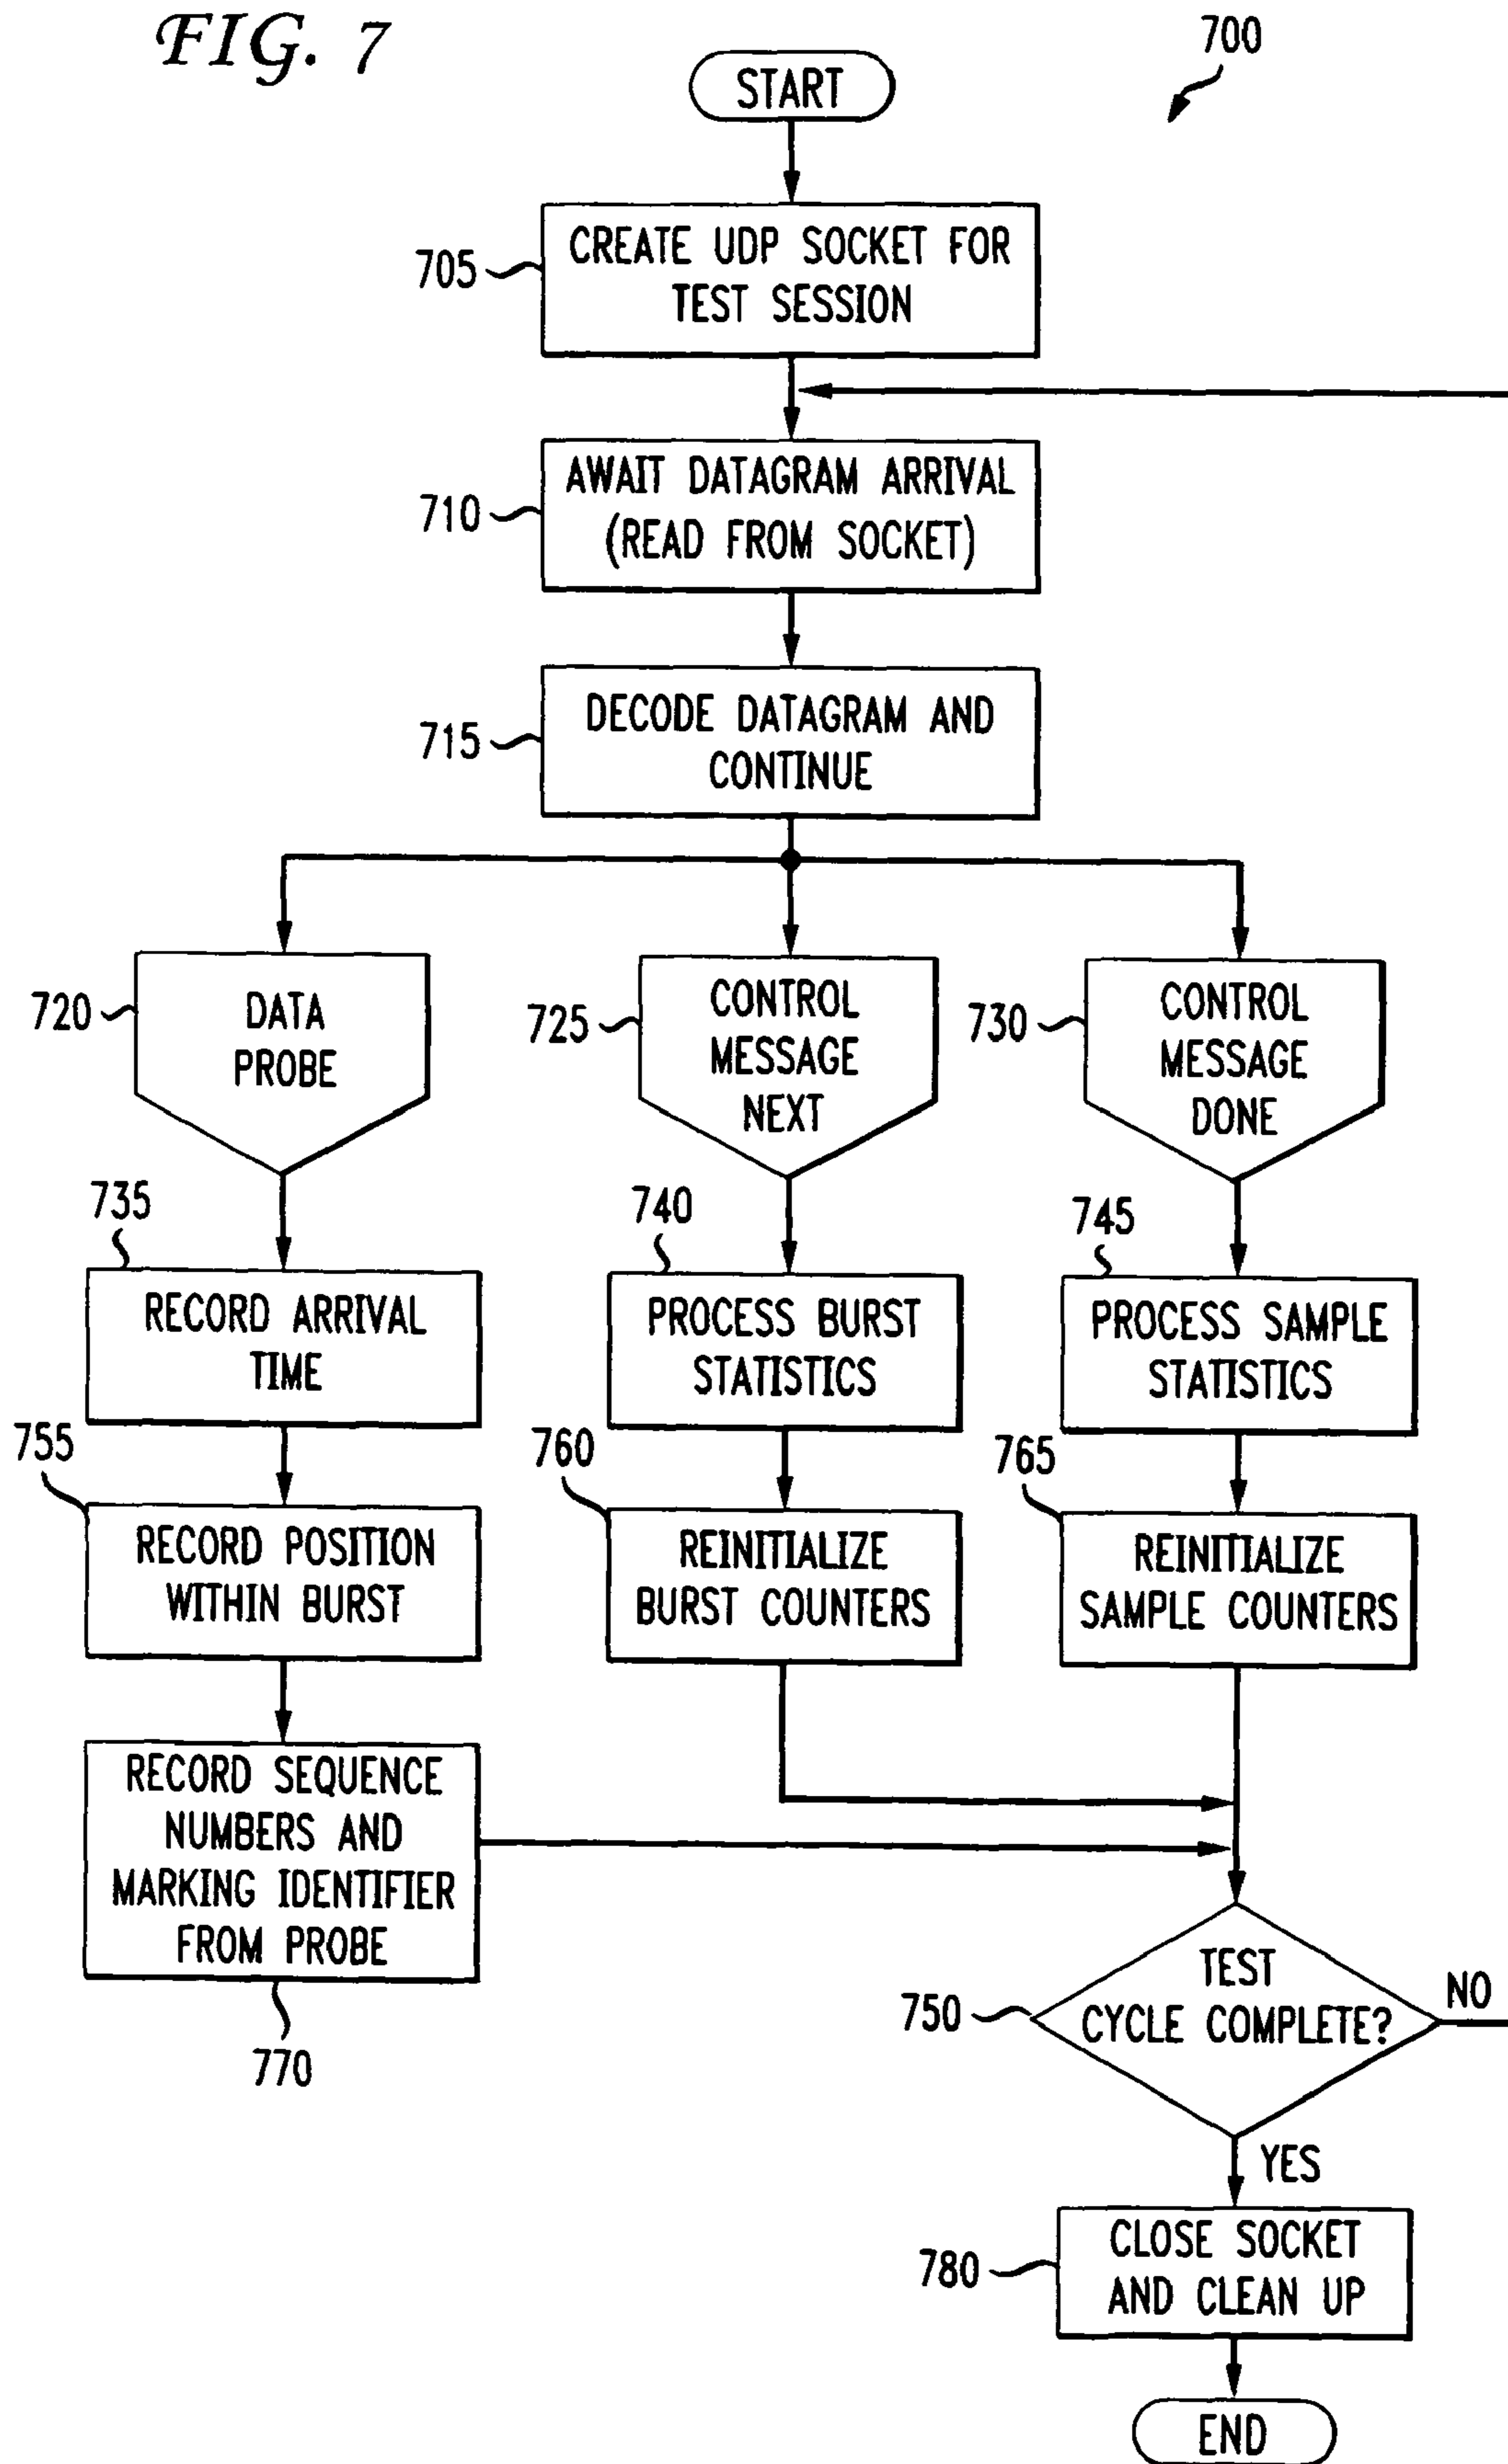 FIG. 7
700
START
705
CREATE UDP SOCKET FOR
TEST SESSION
710
AWAIT DATAGRAM ARRIVAL
(READ FROM SOCKET)
715
DECODE DATAGRAM AND
CONTINUE
720
DATA
PROBE
725
CONTROL
MESSAGE
NEXT
730
CONTROL
MESSAGE
DONE
735
RECORD ARRIVAL
TIME
740
PROCESS BURST
STATISTICS
745
PROCESS SAMPLE
STATISTICS
755
RECORD POSITION
WITHIN BURST
760
REINITIALIZE
BURST COUNTERS
765
REINITIALIZE
SAMPLE COUNTERS
RECORD SEQUENCE
NUMBERS AND
MARKING IDENTIFIER
FROM PROBE
770
750
TEST
CYCLE COMPLETE?
NO
YES
780
CLOSE SOCKET
AND CLEAN UP
END